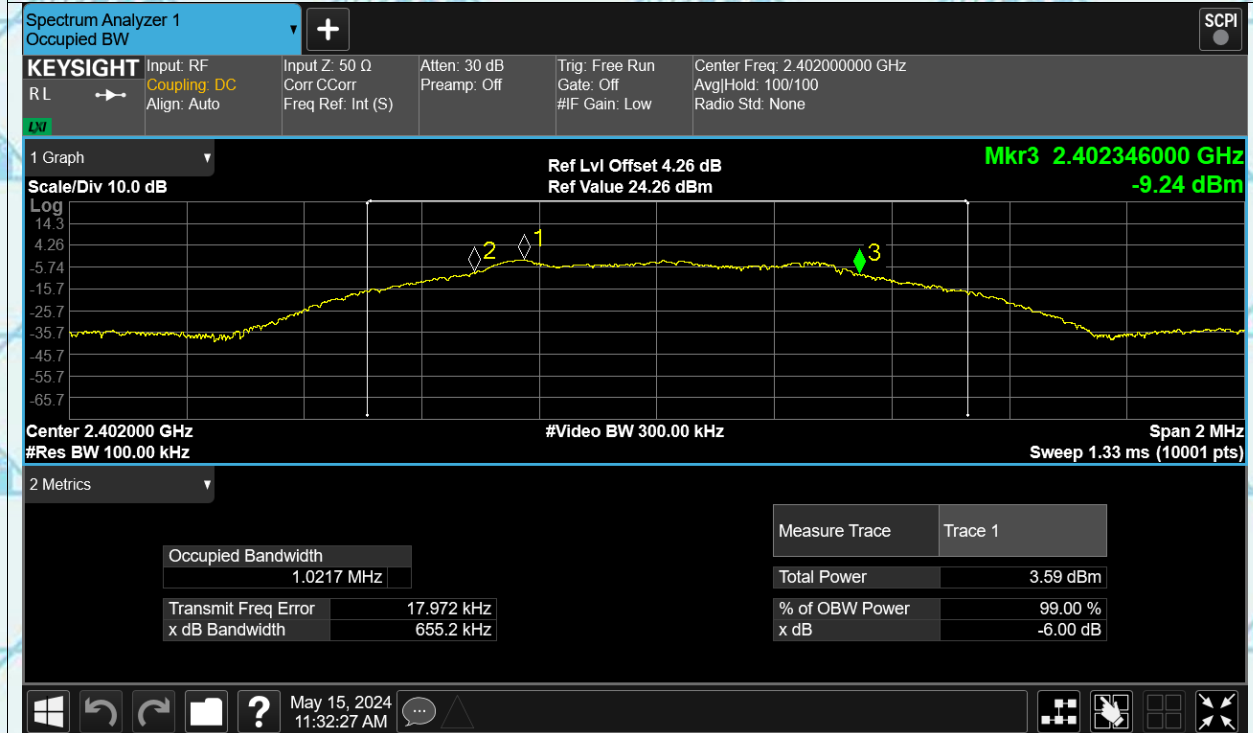 Spectrum Analyzer 1
Occupied BW
+
SCPI
KEYSIGHT
R L
LXI
Input: RF
Coupling: DC
Align: Auto
Input Z: 50 Ω
Corr CCorr
Freq Ref: Int (S)
Atten: 30 dB
Preamp: Off
Trig: Free Run
Gate: Off
#IF Gain: Low
Center Freq: 2.402000000 GHz
Avg|Hold: 100/100
Radio Std: None
1 Graph
Scale/Div 10.0 dB
Ref Lvl Offset 4.26 dB
Ref Value 24.26 dBm
Mkr3 2.402346000 GHz
-9.24 dBm
Log
14.3
4.26
-5.74
-15.7
-25.7
-35.7
-45.7
-55.7
-65.7
2
1
3
Center 2.402000 GHz
#Video BW 300.00 kHz
Span 2 MHz
#Res BW 100.00 kHz
Sweep 1.33 ms (10001 pts)
2 Metrics
Occupied Bandwidth
1.0217 MHz
Transmit Freq Error 17.972 kHz
x dB Bandwidth 655.2 kHz
Measure Trace Trace 1
Total Power 3.59 dBm
% of OBW Power 99.00 %
x dB -6.00 dB
?
May 15, 2024
11:32:27 AM